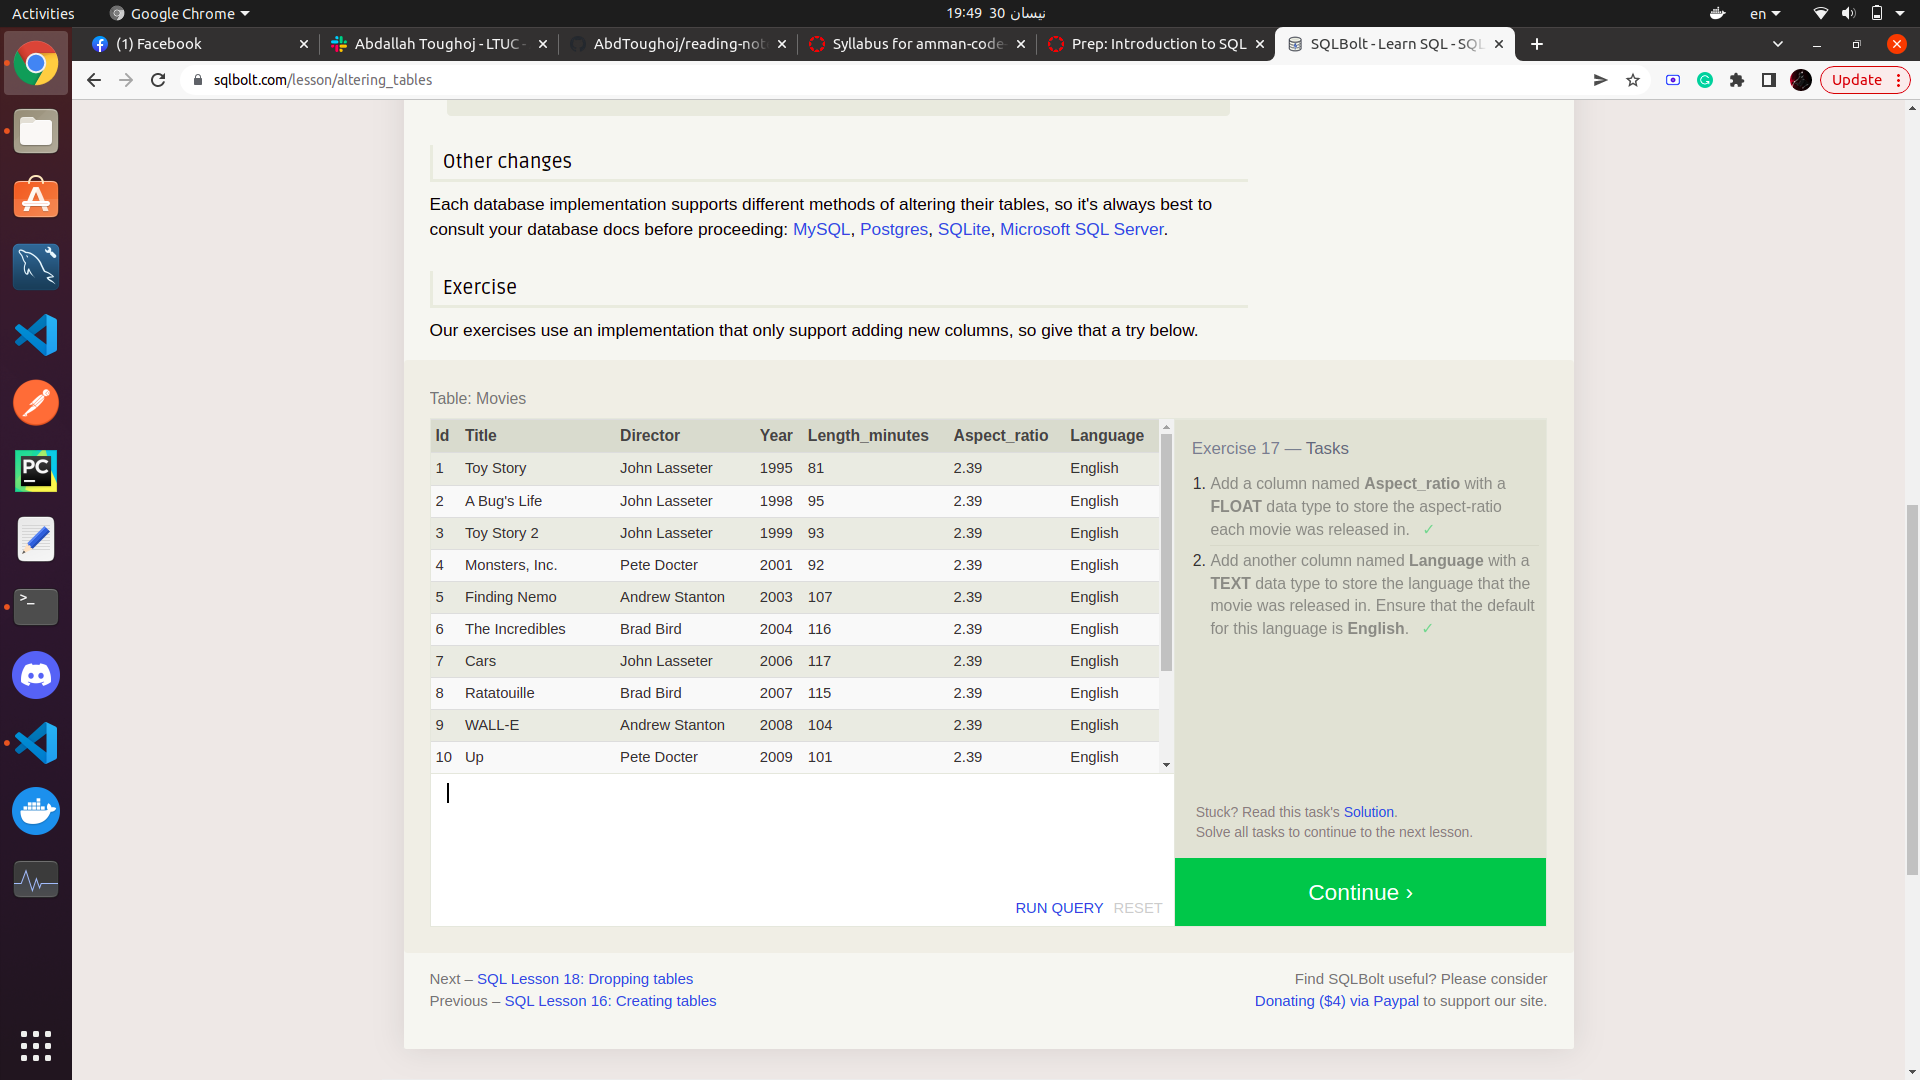 Activities
Google Chrome
19:49 30 نيسان
en
(1) Facebook
Abdallah Toughoj - LTUC -
AbdToughoj/reading-not
Syllabus for amman-code-
Prep: Introduction to SQL
SQLBolt - Learn SQL - SQL
sqlbolt.com/lesson/altering_tables
Update
Other changes
Each database implementation supports different methods of altering their tables, so it's always best to
consult your database docs before proceeding: MySQL, Postgres, SQLite, Microsoft SQL Server.
Exercise
Our exercises use an implementation that only support adding new columns, so give that a try below.
Table: Movies
Id Title Director Year Length_minutes Aspect_ratio Language
1 Toy Story John Lasseter 1995 81 2.39 English
2 A Bug's Life John Lasseter 1998 95 2.39 English
3 Toy Story 2 John Lasseter 1999 93 2.39 English
4 Monsters, Inc. Pete Docter 2001 92 2.39 English
5 Finding Nemo Andrew Stanton 2003 107 2.39 English
6 The Incredibles Brad Bird 2004 116 2.39 English
7 Cars John Lasseter 2006 117 2.39 English
8 Ratatouille Brad Bird 2007 115 2.39 English
9 WALL-E Andrew Stanton 2008 104 2.39 English
10 Up Pete Docter 2009 101 2.39 English
RUN QUERY RESET
Exercise 17 — Tasks
1. Add a column named Aspect_ratio with a
FLOAT data type to store the aspect-ratio
each movie was released in. ✓
2. Add another column named Language with a
TEXT data type to store the language that the
movie was released in. Ensure that the default
for this language is English. ✓
Stuck? Read this task's Solution.
Solve all tasks to continue to the next lesson.
Continue ›
Next – SQL Lesson 18: Dropping tables
Previous – SQL Lesson 16: Creating tables
Find SQLBolt useful? Please consider
Donating ($4) via Paypal to support our site.
PC
>_